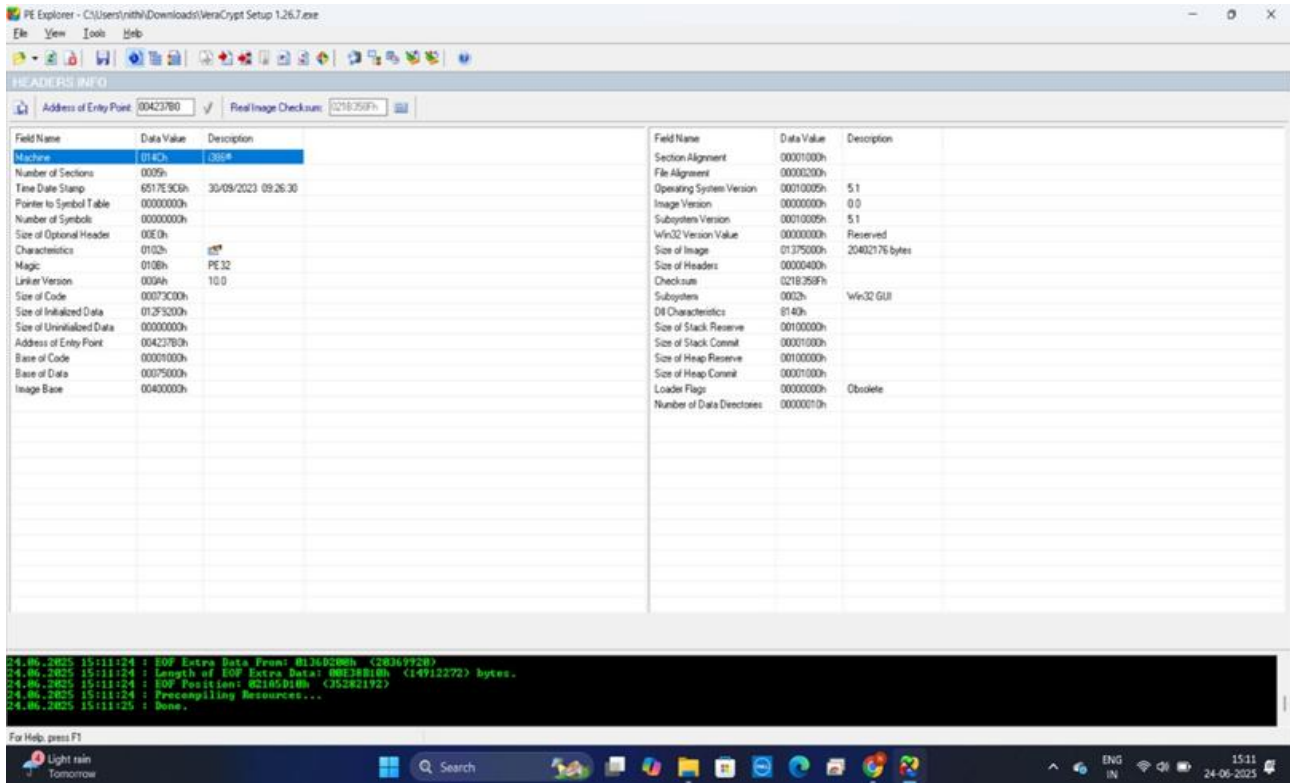 PE Explorer - C:\Users\nithi\Downloads\VeraCrypt Setup 1.26.7.exe
File View Tools Help
HEADERS INFO
Address of Entry Point: 004237B0 Real Image Checksum: 021B358Fh
Field Name Data Value Description
Machine 014Ch i386®
Number of Sections 0005h
Time Date Stamp 6517E9C6h 30/09/2023 09:26:30
Pointer to Symbol Table 00000000h
Number of Symbols 00000000h
Size of Optional Header 00E0h
Characteristics 0102h
Magic 010Bh PE32
Linker Version 000Ah 10.0
Size of Code 00073C00h
Size of Initialized Data 012F9200h
Size of Uninitialized Data 00000000h
Address of Entry Point 004237B0h
Base of Code 00001000h
Base of Data 00075000h
Image Base 00400000h
Field Name Data Value Description
Section Alignment 00001000h
File Alignment 00000200h
Operating System Version 00010005h 5.1
Image Version 00000000h 0.0
Subsystem Version 00010005h 5.1
Win32 Version Value 00000000h Reserved
Size of Image 01375000h 20402176 bytes
Size of Headers 00000400h
Checksum 021B358Fh
Subsystem 0002h Win32 GUI
Dll Characteristics 8140h
Size of Stack Reserve 00100000h
Size of Stack Commit 00001000h
Size of Heap Reserve 00100000h
Size of Heap Commit 00001000h
Loader Flags 00000000h Obsolete
Number of Data Directories 00000010h
24.06.2025 15:11:24 : EOF Extra Data From: 0136D200h (20369920)
24.06.2025 15:11:24 : Length of EOF Extra Data: 00E38B10h (14912272) bytes.
24.06.2025 15:11:24 : EOF Position: 021A5D10h (35282192)
24.06.2025 15:11:24 : Precompiling Resources...
24.06.2025 15:11:25 : Done.
For Help, press F1
4
Light rain
Tomorrow
Search
ENG
IN
15:11
24-06-2025